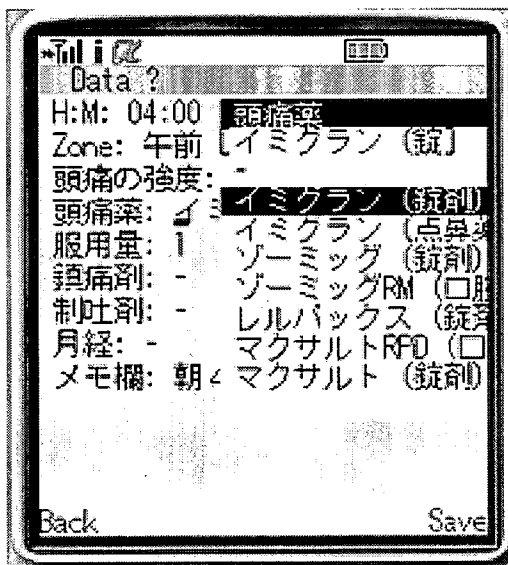 Data ?
H:M: 04:00
頭痛薬
Zone: 午前
[イミグラン (錠]
頭痛の強度:
-
頭痛薬: イミ
イミグラン (錠剤)
服用量: 1
イミグラン (点鼻
ゾーミッグ (錠剤)
鎮痛剤: -
ゾーミッグRM (口
制吐剤: -
レルパックス (錠
月経: -
マクサルトRPD (口
メモ欄: 朝
マクサルト (錠剤)
Back
Save